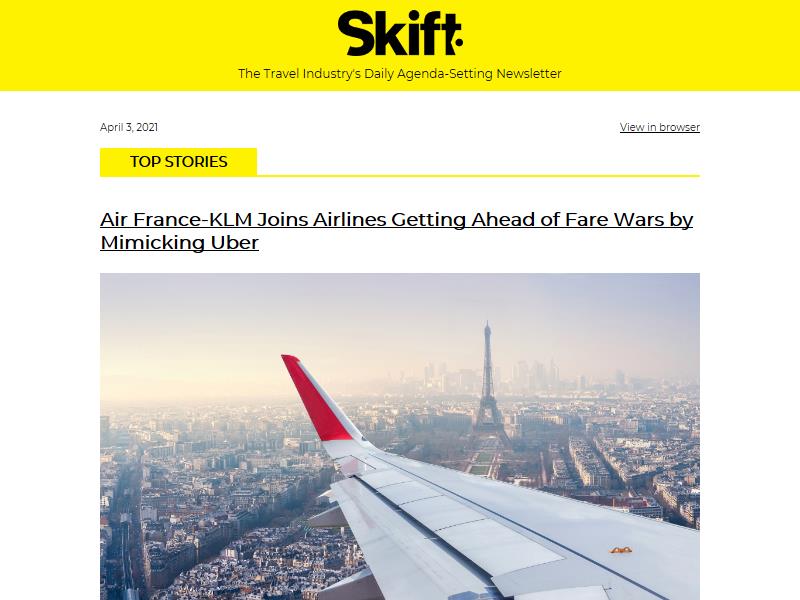 Skift.
The Travel Industry's Daily Agenda-Setting Newsletter
April 3, 2021
View in browser
TOP STORIES
Air France-KLM Joins Airlines Getting Ahead of Fare Wars by
Mimicking Uber